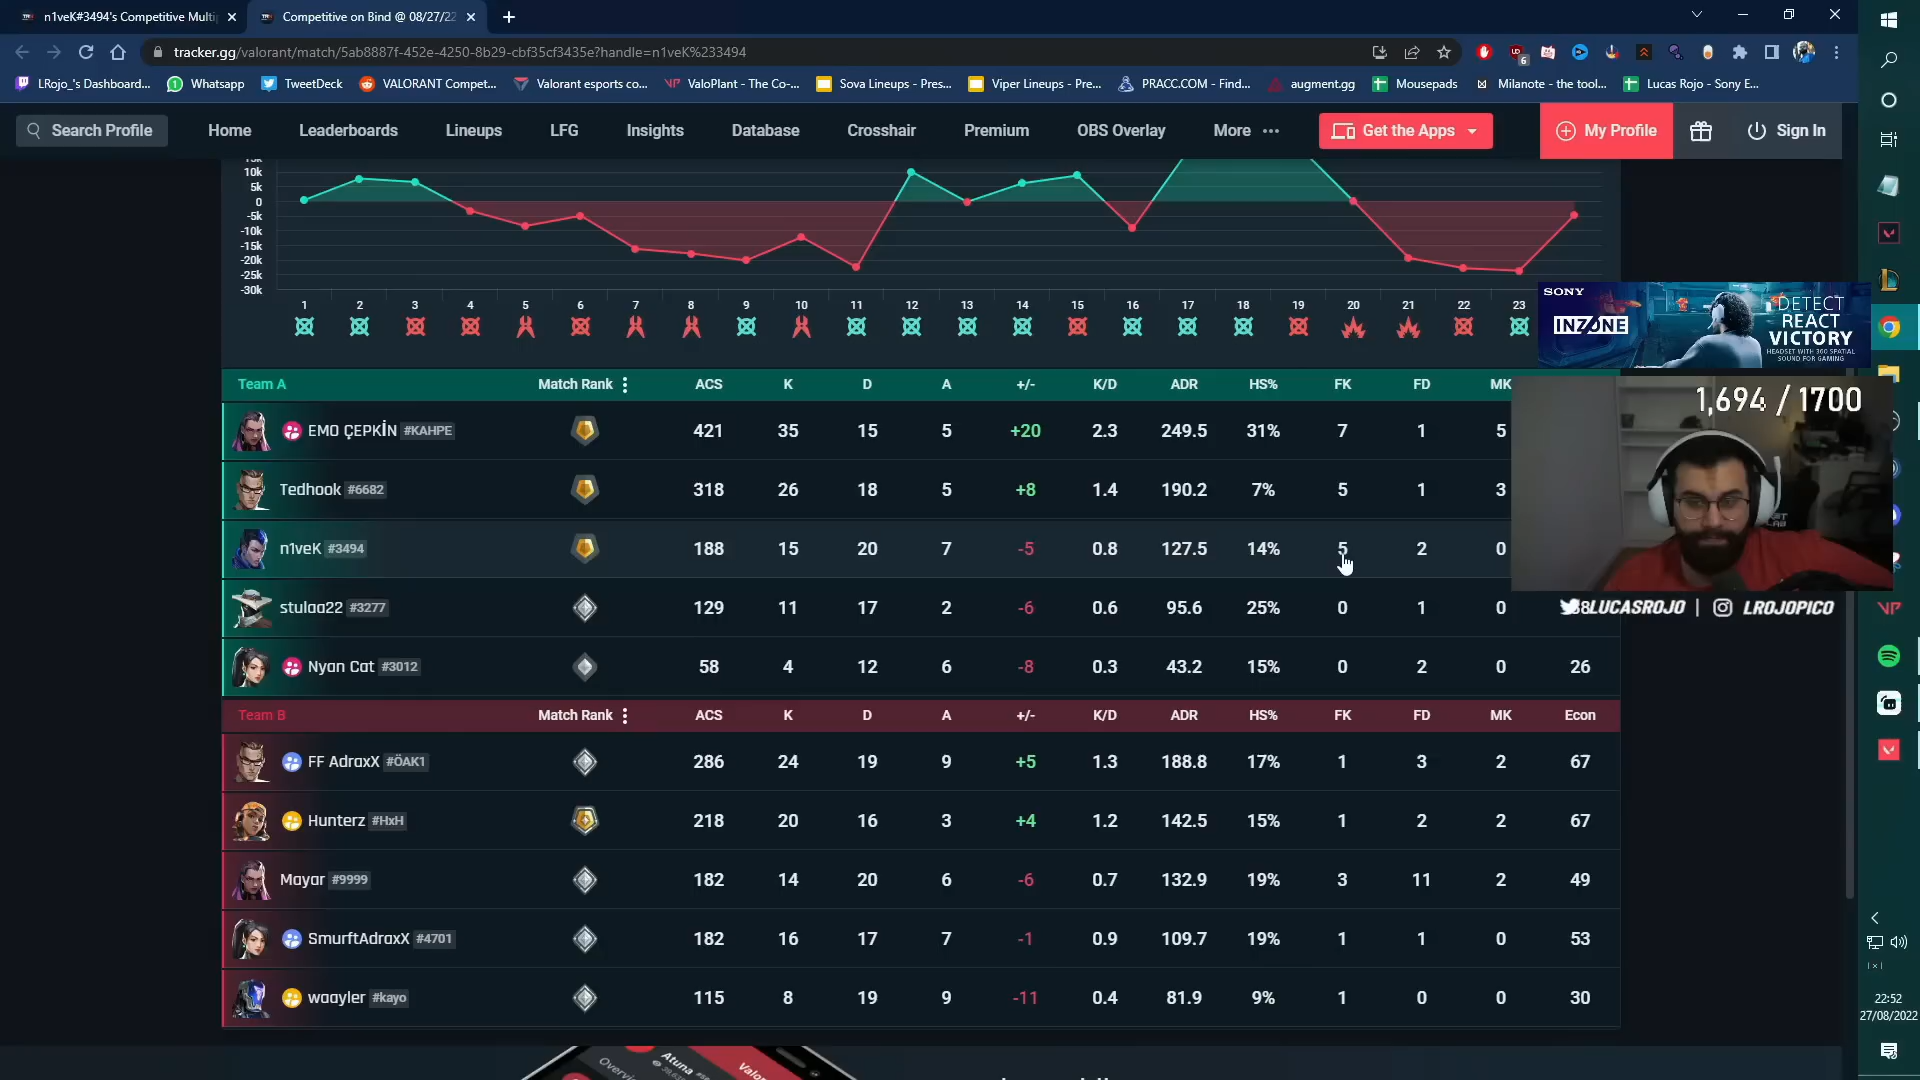 n1veK#3494's Competitive Multi
Competitive on Bind @ 08/27/22
tracker.gg/valorant/match/5ab8887f-452e-4250-8b29-cbf35cf3435e?handle=n1veK%233494
6
LRojo_'s Dashboard...
Whatsapp
TweetDeck
VALORANT Compet...
Valorant esports co...
ValoPlant - The Co-...
Sova Lineups - Pres...
Viper Lineups - Pre...
PRACC.COM - Find...
augment.gg
Mousepads
Milanote - the tool...
Lucas Rojo - Sony E...
Search Profile Home Leaderboards Lineups LFG Insights Database Crosshair Premium OBS Overlay More Get the Apps My Profile Sign In
15k
10k
5k
0
-5k
-10k
-15k
-20k
-25k
-30k
1 2 3 4 5 6 7 8 9 10 11 12 13 14 15 16 17 18 19 20 21 22 23
SONY
INZONE
DETECT
REACT
VICTORY
HEADSET WITH 360 SPATIAL
SOUND FOR GAMING
1,694 / 1700
Team A Match Rank ACS K D A +/- K/D ADR HS% FK FD MK
EMO ÇEPKİN #KAHPE 421 35 15 5 +20 2.3 249.5 31% 7 1 5
Tedhook #6682 318 26 18 5 +8 1.4 190.2 7% 5 1 3
n1veK #3494 188 15 20 7 -5 0.8 127.5 14% 5 2 0
stulaa22 #3277 129 11 17 2 -6 0.6 95.6 25% 0 1 0
LUCASROJO | LROJOPICO
Nyan Cat #3012 58 4 12 6 -8 0.3 43.2 15% 0 2 0 26
Team B Match Rank ACS K D A +/- K/D ADR HS% FK FD MK Econ
FF AdraxX #ÖAK1 286 24 19 9 +5 1.3 188.8 17% 1 3 2 67
Hunterz #HxH 218 20 16 3 +4 1.2 142.5 15% 1 2 2 67
Mayar #9999 182 14 20 6 -6 0.7 132.9 19% 3 11 2 49
SmurftAdraxX #4701 182 16 17 7 -1 0.9 109.7 19% 1 1 0 53
waayler #kayo 115 8 19 9 -11 0.4 81.9 9% 1 0 0 30
Atuna
22:52
27/08/2022